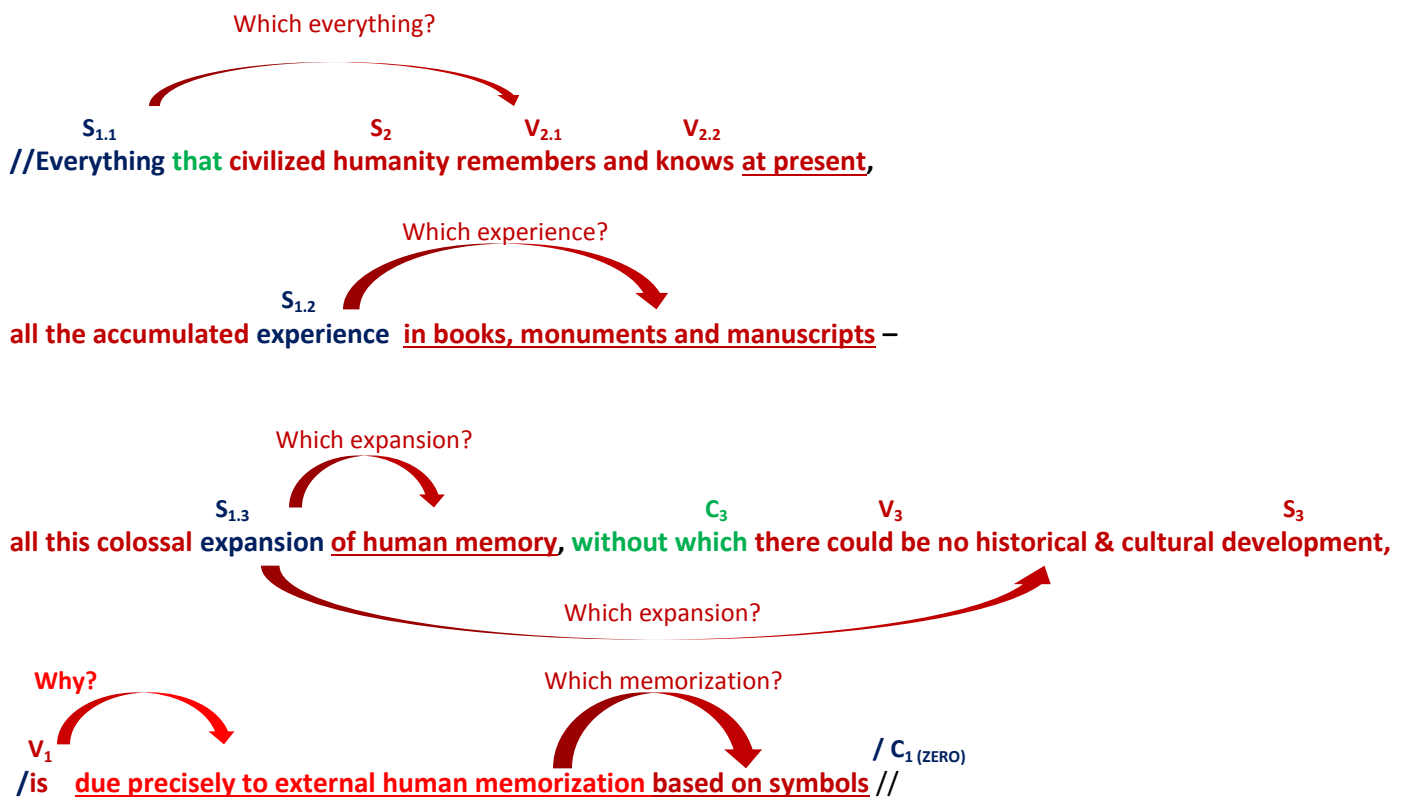 Which everything?
S1.1 S2 V2.1 V2.2
//Everything that civilized humanity remembers and knows at present,
Which experience?
S1.2
all the accumulated experience in books, monuments and manuscripts –
Which expansion?
S1.3 C3 V3 S3
all this colossal expansion of human memory, without which there could be no historical & cultural development,
Which expansion?
Why? Which memorization?
V1 / C1 (ZERO)
/is due precisely to external human memorization based on symbols //